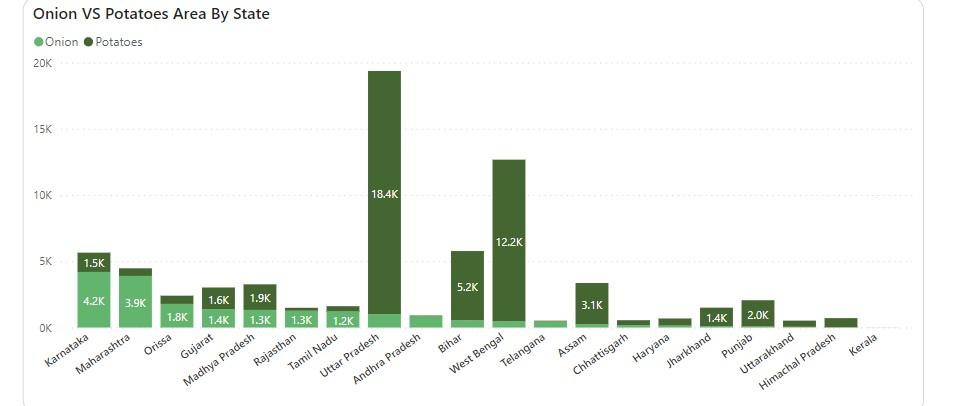 Onion VS Potatoes Area By State
Onion Potatoes
20K
15K
10K
5K
0K
1.5K
4.2K
3.9K
1.8K
1.6K
1.4K
1.9K
1.3K
1.3K
1.2K
18.4K
5.2K
12.2K
3.1K
1.4K
2.0K
Karnataka
Maharashtra
Orissa
Gujarat
Madhya Pradesh
Rajasthan
Tamil Nadu
Uttar Pradesh
Andhra Pradesh
Bihar
West Bengal
Telangana
Assam
Chhattisgarh
Haryana
Jharkhand
Punjab
Uttarakhand
Himachal Pradesh
Kerala